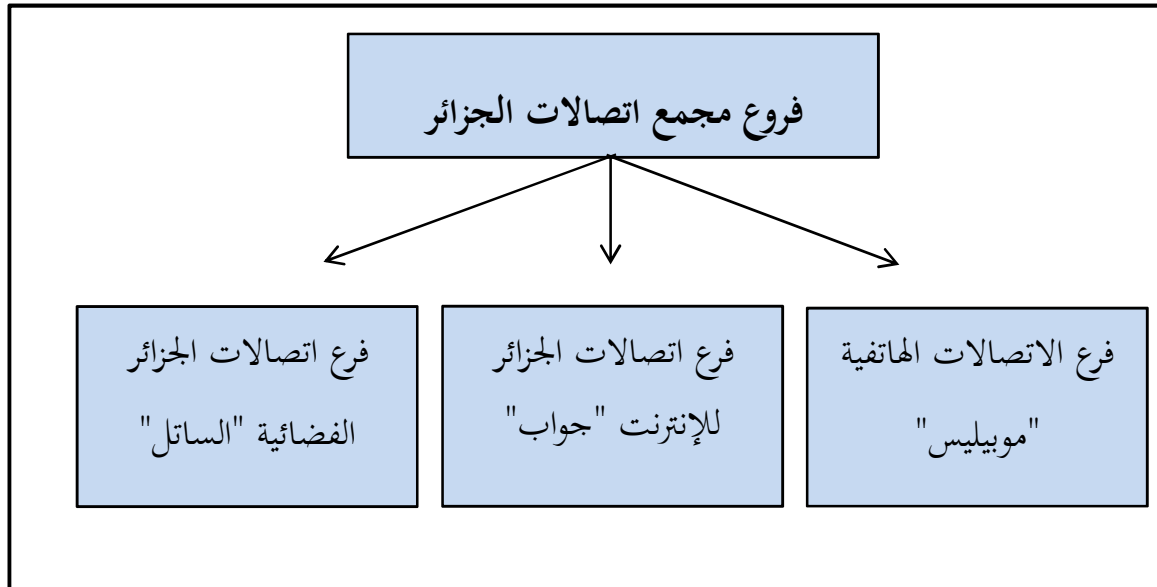 فروع مجمع اتصالات الجزائر
فرع الاتصالات الهاتفية
"موبيليس"
فرع اتصالات الجزائر
للإنترنت "جواب"
فرع اتصالات الجزائر
الفضائية "الساتل"